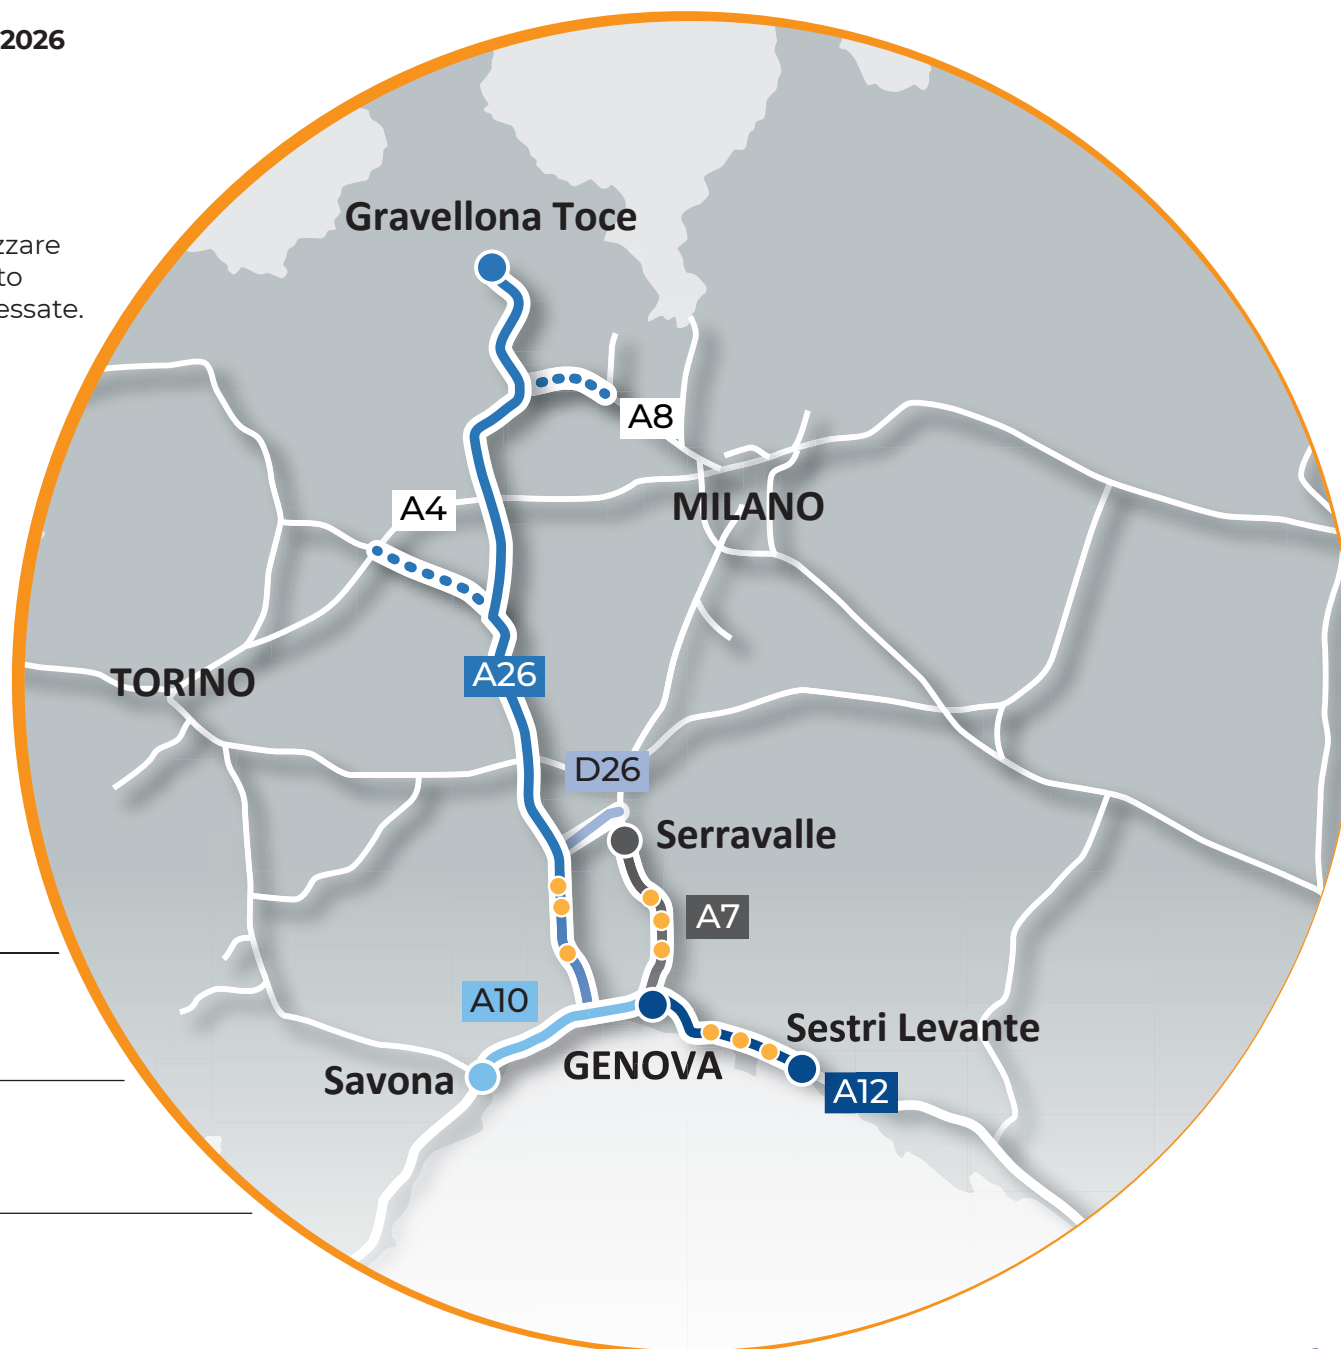 2026
zzare
to
essate.
Gravellona Toce
A8
A4
MILANO
TORINO
A26
D26
Serravalle
A7
A10
Sestri Levante
GENOVA
Savona
A12